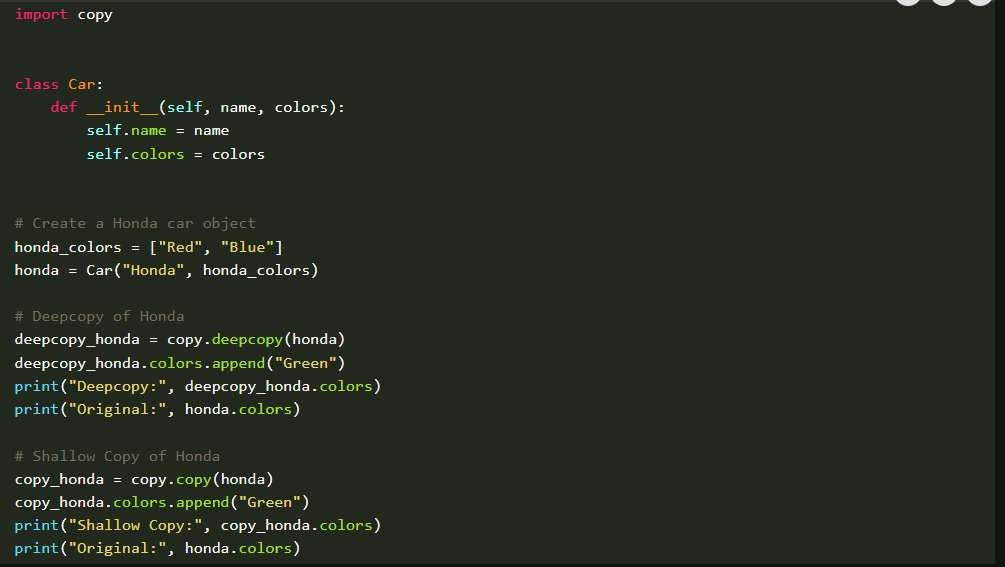 import copy
class Car:
    def __init__(self, name, colors):
        self.name = name
        self.colors = colors
# Create a Honda car object
honda_colors = ["Red", "Blue"]
honda = Car("Honda", honda_colors)
# Deepcopy of Honda
deepcopy_honda = copy.deepcopy(honda)
deepcopy_honda.colors.append("Green")
print("Deepcopy:", deepcopy_honda.colors)
print("Original:", honda.colors)
# Shallow Copy of Honda
copy_honda = copy.copy(honda)
copy_honda.colors.append("Green")
print("Shallow Copy:", copy_honda.colors)
print("Original:", honda.colors)